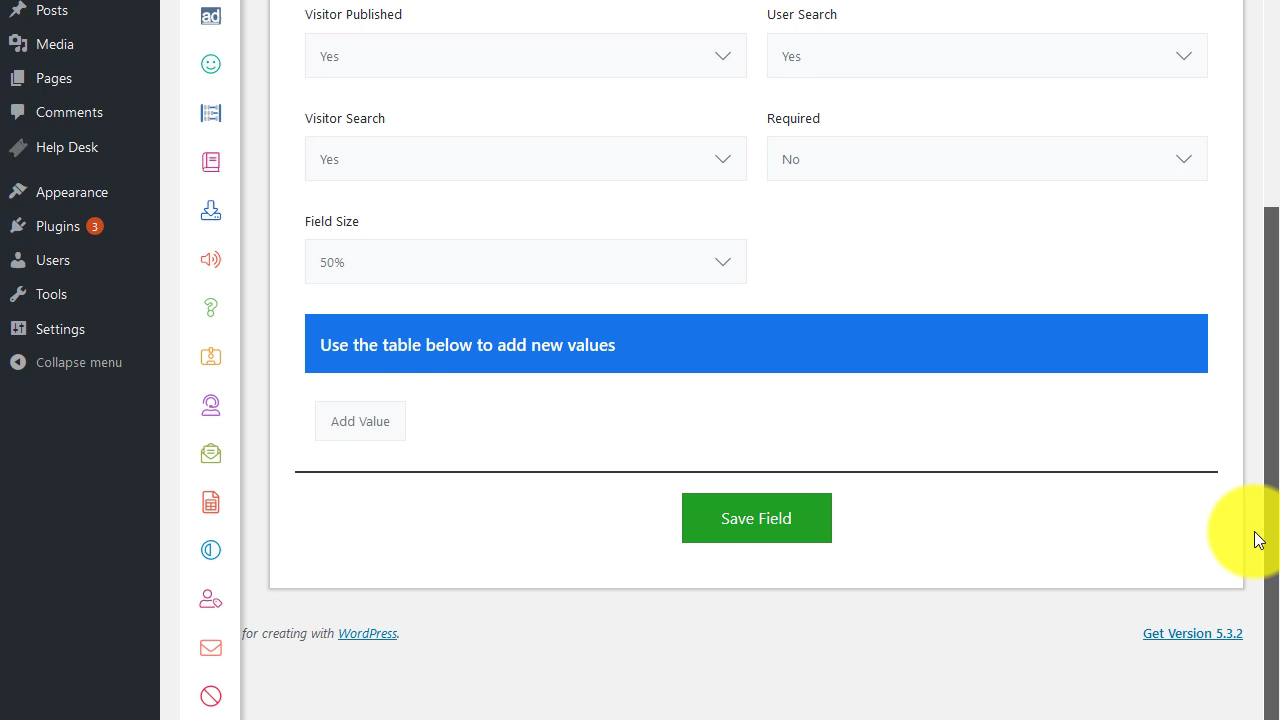 Posts
Media
Pages
Comments
Help Desk
Appearance
Plugins 3
Users
Tools
Settings
Collapse menu
ad
Visitor Published
User Search
Yes
Yes
Visitor Search
Required
Yes
No
Field Size
50%
Use the table below to add new values
Add Value
Save Field
for creating with WordPress.
Get Version 5.3.2